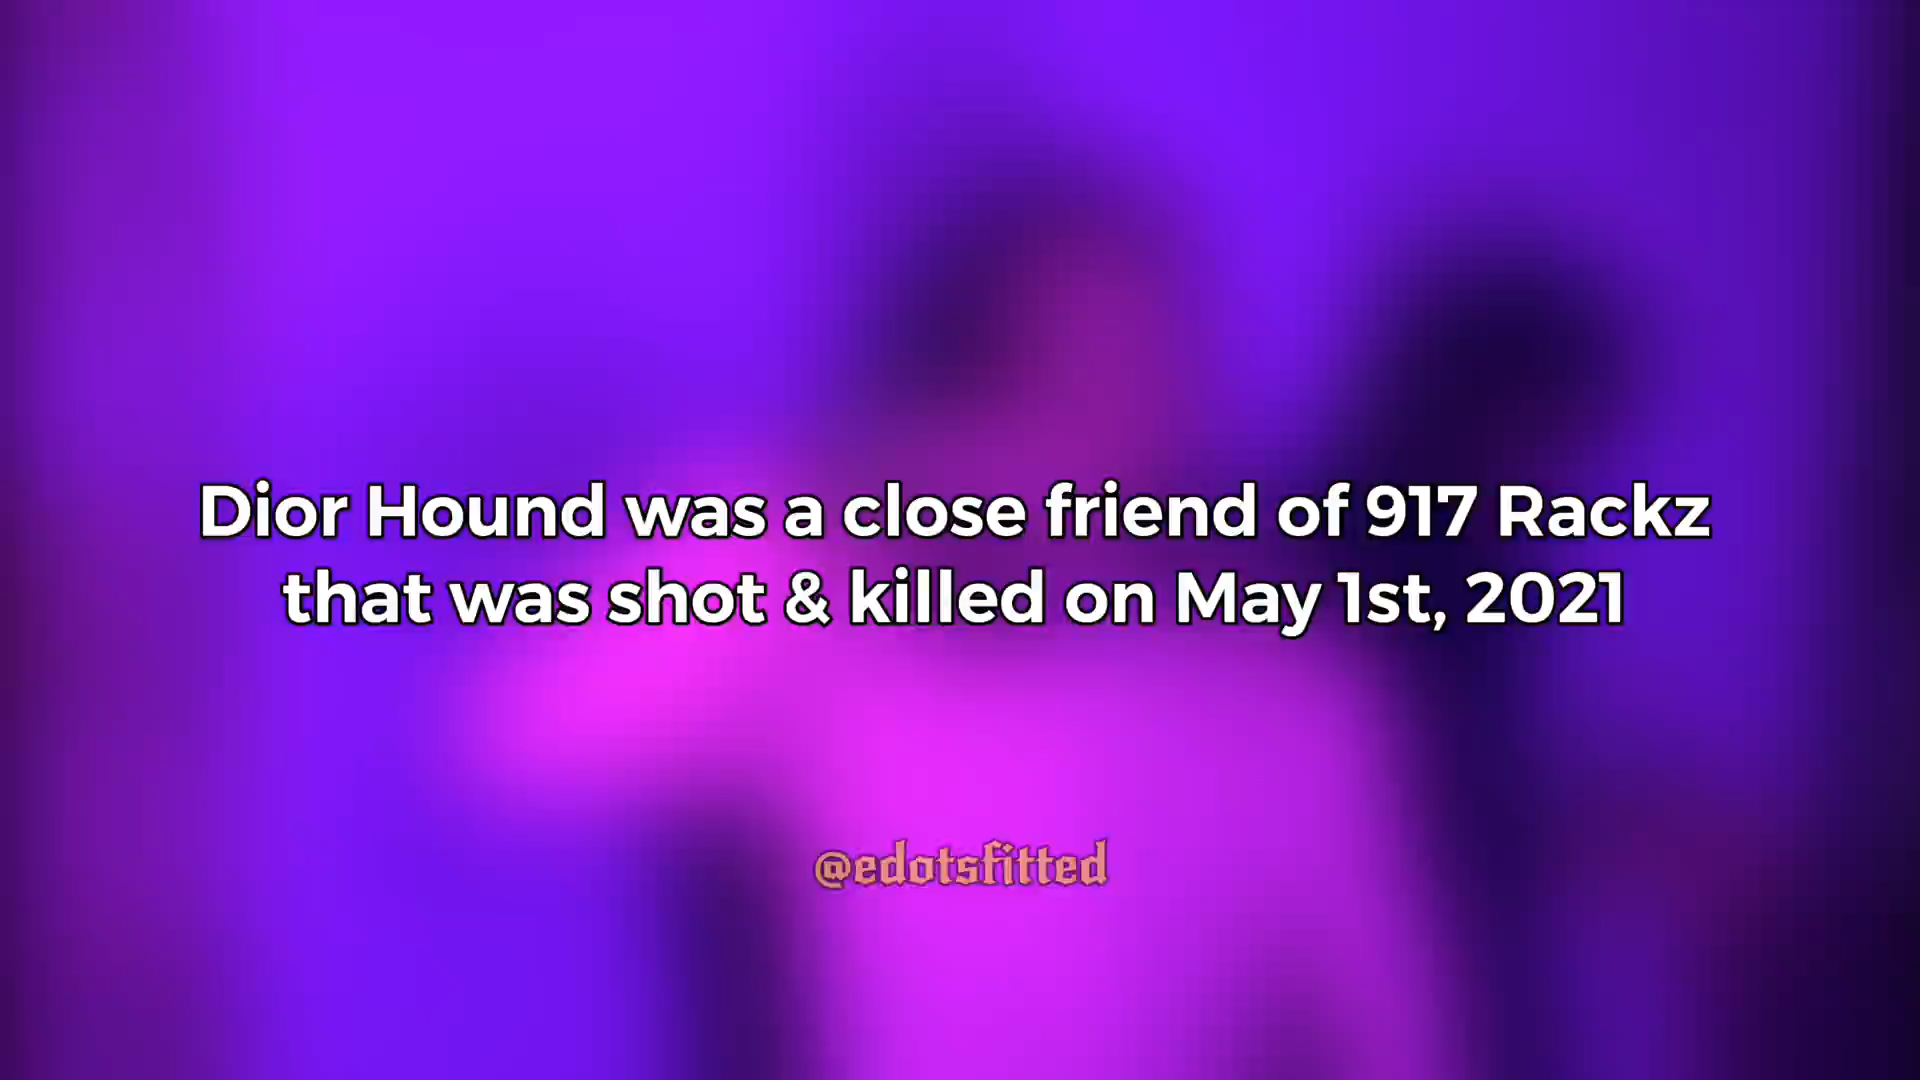 Dior Hound was a close friend of 917 Rackz
that was shot & killed on May 1st, 2021
@edotsfitted